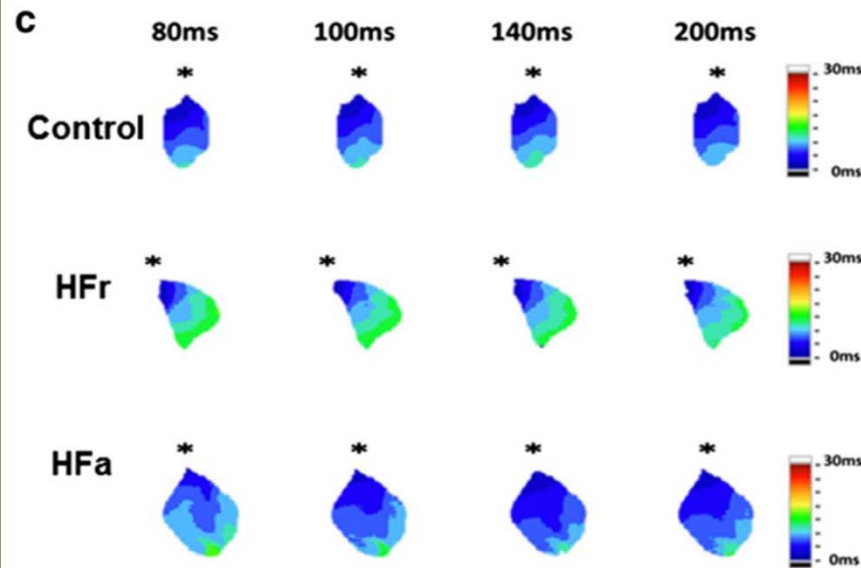 c
80ms 100ms 140ms 200ms
* * * *
Control
30ms
0ms
* * * *
HFr
30ms
0ms
* * * *
HFa
30ms
0ms